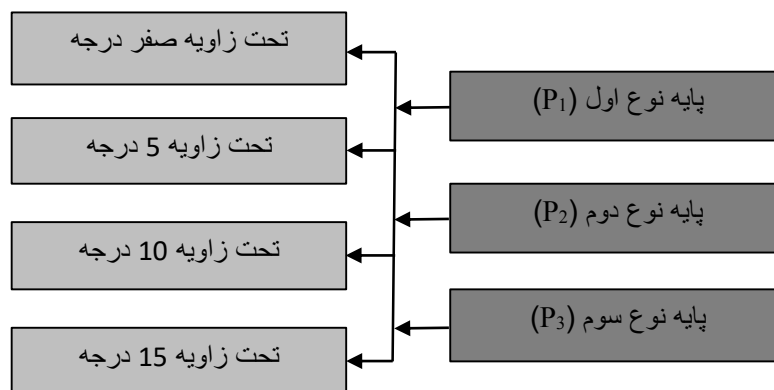 پایه نوع اول (P₁)
پایه نوع دوم (P₂)
پایه نوع سوم (P₃)
تحت زاویه صفر درجه
تحت زاویه 5 درجه
تحت زاویه 10 درجه
تحت زاویه 15 درجه